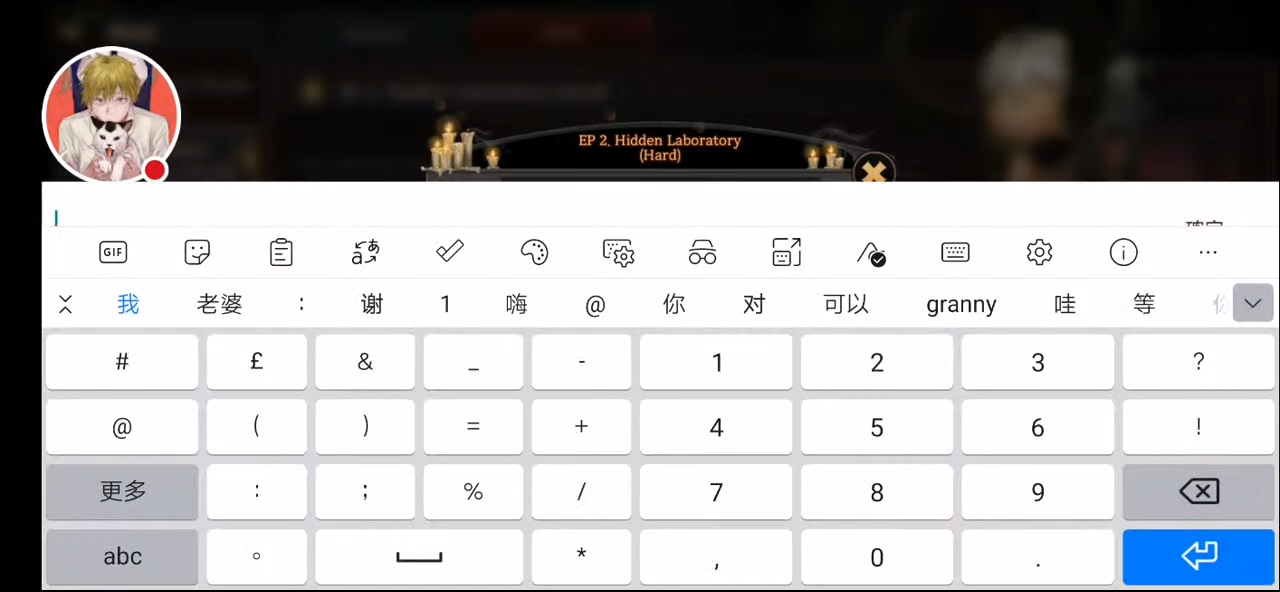 EP 2. Hidden Laboratory
(Hard)
GIF
我 老婆 : 谢 1 嗨 @ 你 对 可以 granny 哇 等
# £ & _ - 1 2 3 ?
@ ( ) = + 4 5 6 !
更多 : ; % / 7 8 9
abc ° * , 0 .